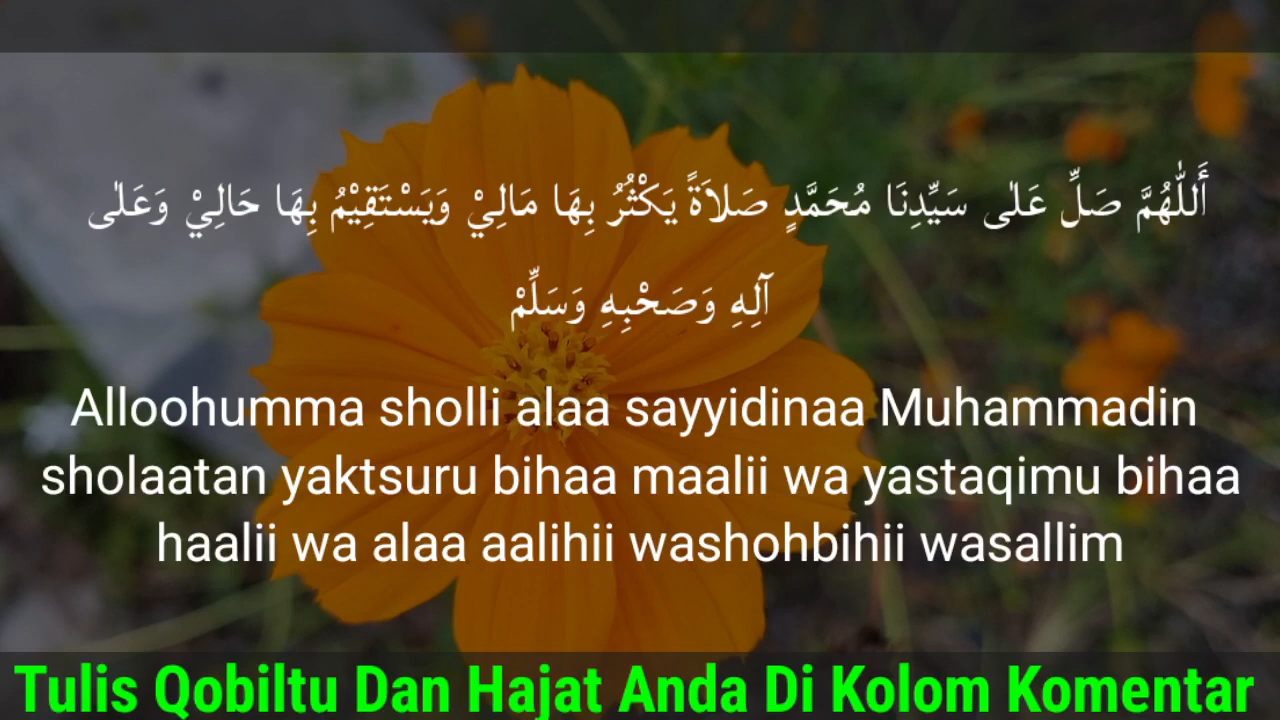 أَللّٰهُمَّ صَلِّ عَلٰى سَيِّدِنَا مُحَمَّدٍ صَلاَةً يَكْثُرُ بِهَا مَالِيْ وَيَسْتَقِيْمُ بِهَا حَالِيْ وَعَلٰى
آلِهِ وَصَحْبِهِ وَسَلِّمْ
Alloohumma sholli alaa sayyidinaa Muhammadin
sholaatan yaktsuru bihaa maalii wa yastaqimu bihaa
haalii wa alaa aalihii washohbihii wasallim
Tulis Qobiltu Dan Hajat Anda Di Kolom Komentar